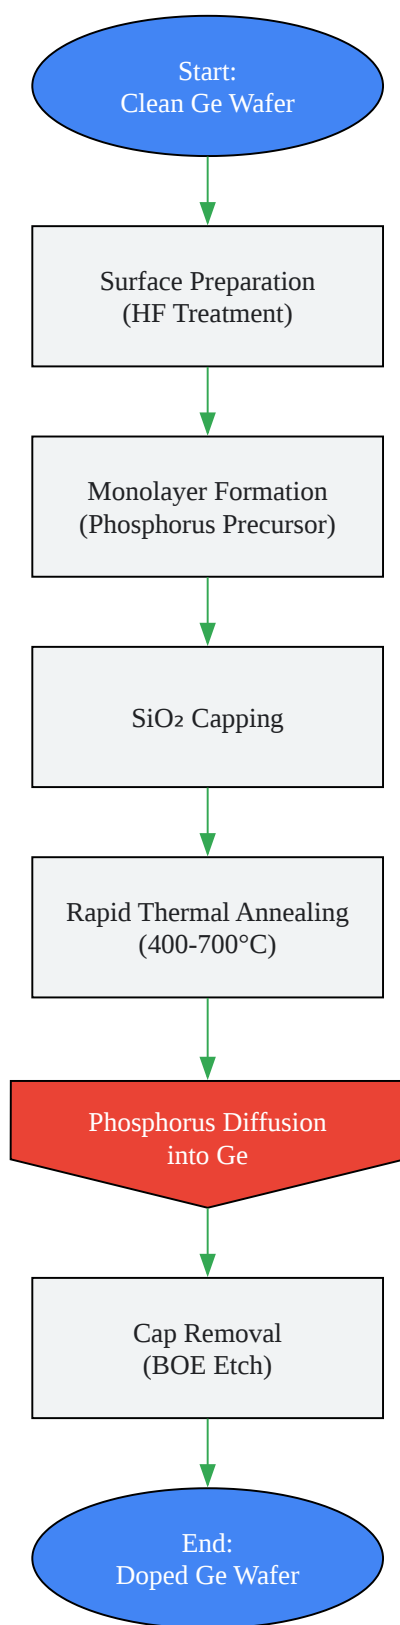 Start:
Clean Ge Wafer
Surface Preparation
(HF Treatment)
Monolayer Formation
(Phosphorus Precursor)
SiO₂ Capping
Rapid Thermal Annealing
(400-700°C)
Phosphorus Diffusion
into Ge
Cap Removal
(BOE Etch)
End:
Doped Ge Wafer